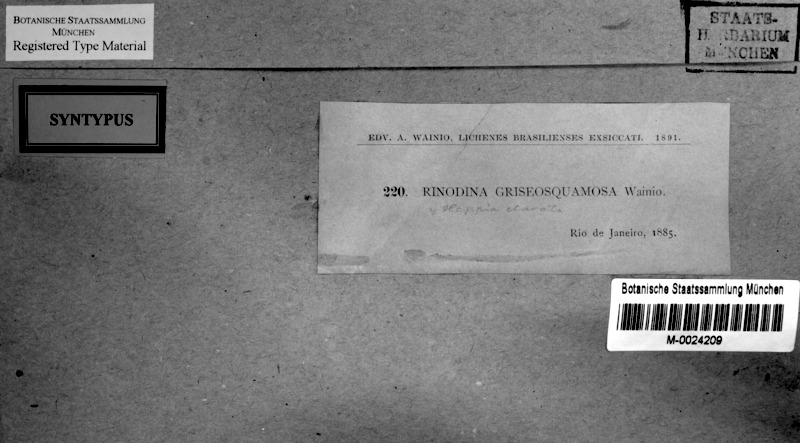 BOTANISCHE STAATSSAMMLUNG
MÜNCHEN
Registered Type Material
STAATS-
HERBARIUM
MÜNCHEN
SYNTYPUS
EDV. A. WAINIO, LICHENES BRASILIENSES EXSICCATI. 1891.
220. RINODINA GRISEOSQUAMOSA Wainio.
Heppia
Rio de Janeiro, 1885.
Botanische Staatssammlung München
M-0024209